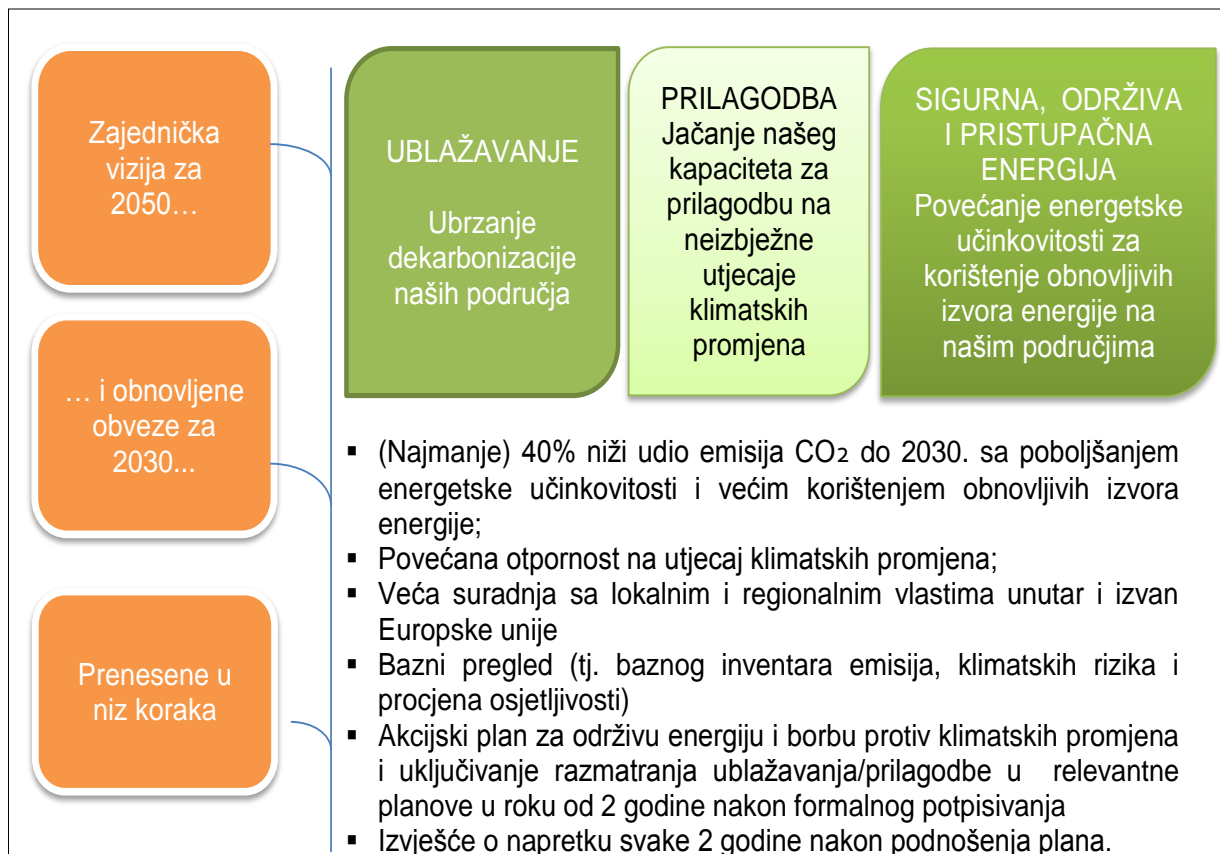 Zajednička
vizija za
2050…
UBLAŽAVANJE
Ubrzanje
dekarbonizacije
naših područja
PRILAGODBA
Jačanje našeg
kapaciteta za
prilagodbu na
neizbježne
utjecaje
klimatskih
promjena
SIGURNA, ODRŽIVA
I PRISTUPAČNA
ENERGIJA
Povećanje energetske
učinkovitosti za
korištenje obnovljivih
izvora energije na
našim područjima
… i obnovljene
obveze za
2030...
▪ (Najmanje) 40% niži udio emisija CO₂ do 2030. sa poboljšanjem
energetske učinkovitosti i većim korištenjem obnovljivih izvora
energije;
▪ Povećana otpornost na utjecaj klimatskih promjena;
▪ Veća suradnja sa lokalnim i regionalnim vlastima unutar i izvan
Europske unije
Prenesene u
niz koraka
▪ Bazni pregled (tj. baznog inventara emisija, klimatskih rizika i
procjena osjetljivosti)
▪ Akcijski plan za održivu energiju i borbu protiv klimatskih promjena
i uključivanje razmatranja ublažavanja/prilagodbe u relevantne
planove u roku od 2 godine nakon formalnog potpisivanja
▪ Izvješće o napretku svake 2 godine nakon podnošenja plana.